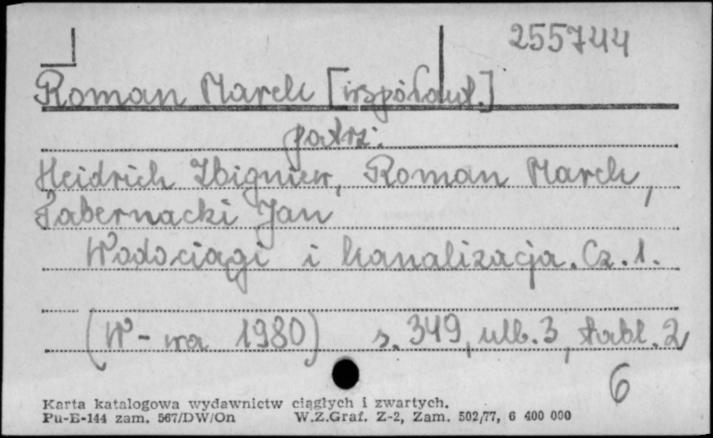 255744
Roman Marek [współaut.]
patrz:
Heidrich Zbigniew, Roman Marek,
Tabernacki Jan
Wodociągi i kanalizacja. Cz. 1.
(W-wa 1980) s. 349, ulb. 3, tabl. 2
6
Karta katalogowa wydawnictw ciągłych i zwartych.
Pu-E-144 zam. 567/DW/On W.Z.Graf. Z-2, Zam. 502/77, 6 400 000